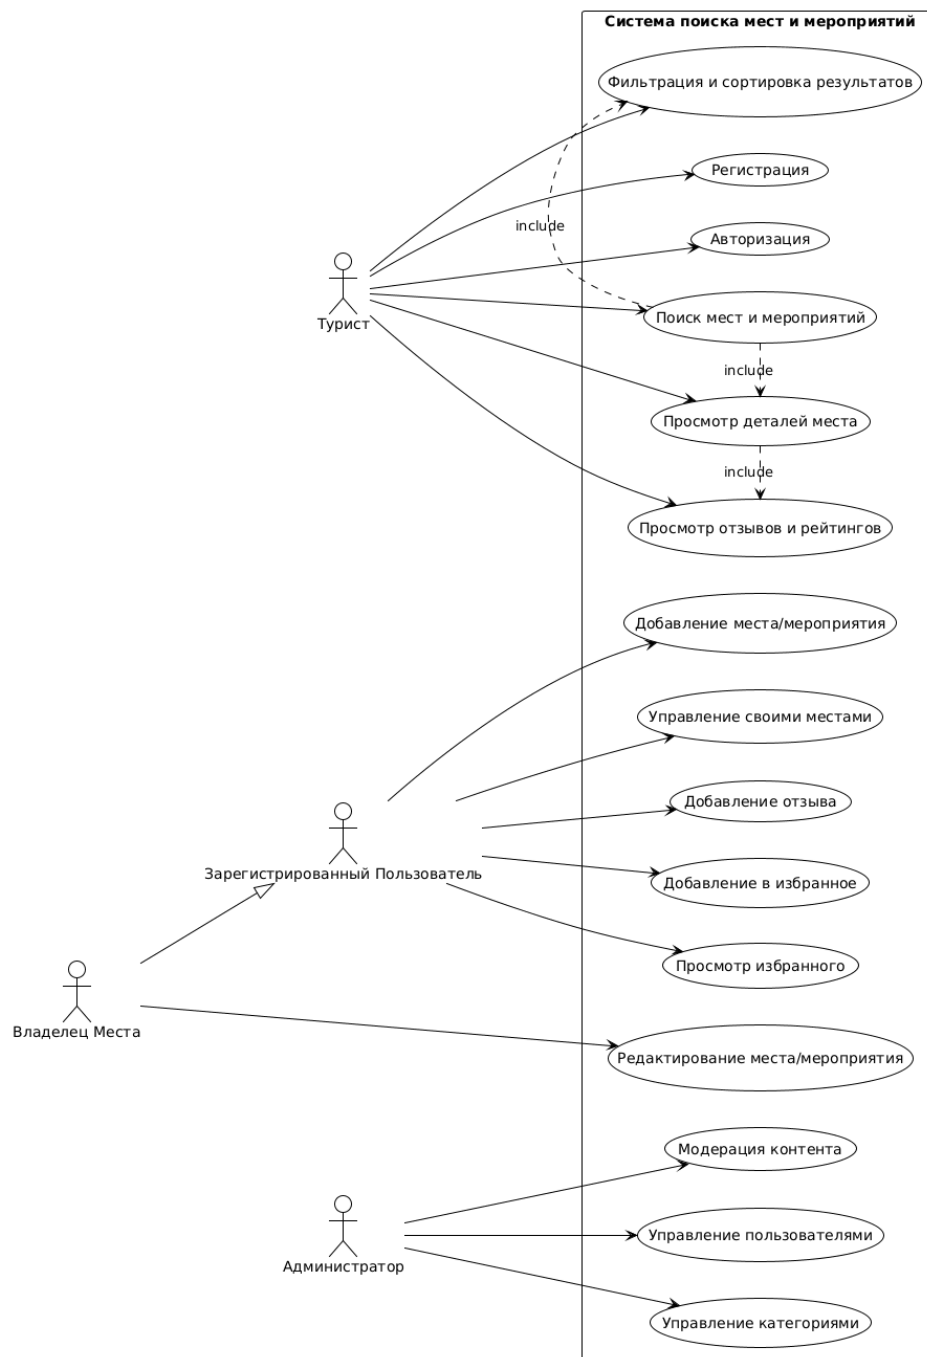 Система поиска мест и мероприятий
Фильтрация и сортировка результатов
Регистрация
include
Авторизация
Турист
Поиск мест и мероприятий
include
Просмотр деталей места
include
Просмотр отзывов и рейтингов
Добавление места/мероприятия
Управление своими местами
Добавление отзыва
Зарегистрированный Пользователь
Добавление в избранное
Просмотр избранного
Владелец Места
Редактирование места/мероприятия
Модерация контента
Управление пользователями
Администратор
Управление категориями